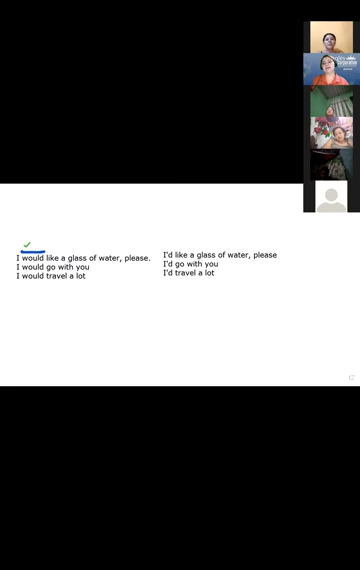 I would like a glass of water, please.
I would go with you
I would travel a lot
I'd like a glass of water, please
I'd go with you
I'd travel a lot